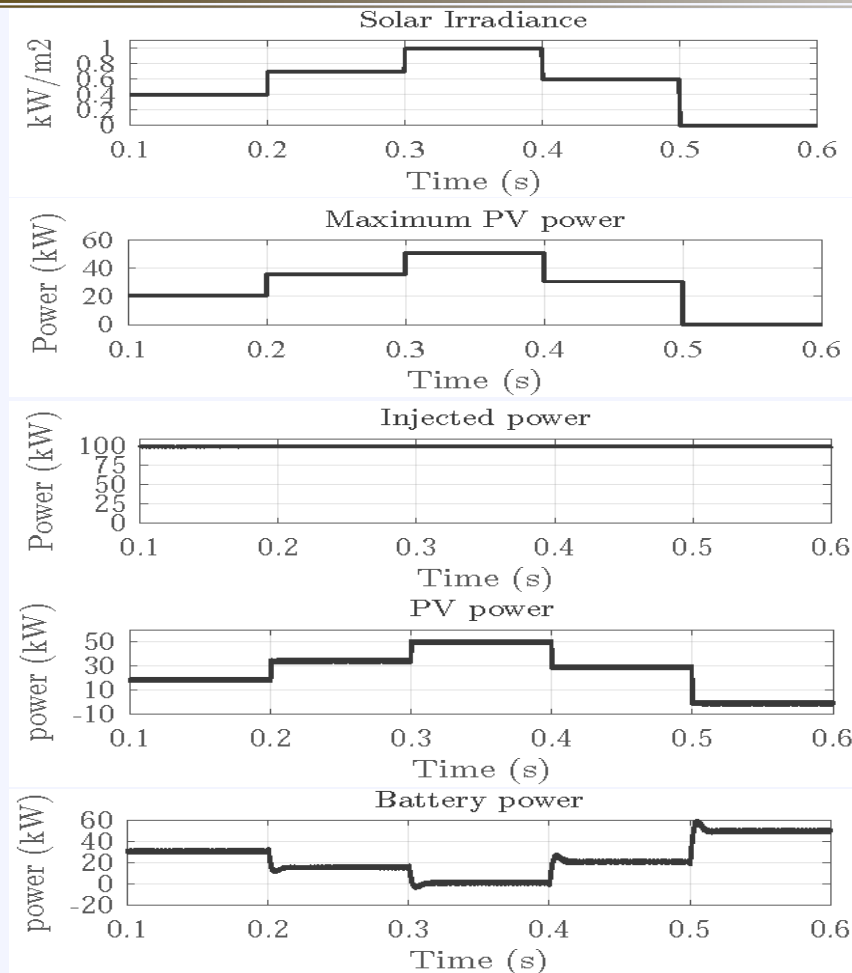 Solar Irradiance
kW/m2
1
0.8
0.6
0.4
0.2
0
0.1 0.2 0.3 0.4 0.5 0.6
Time (s)
Maximum PV power
Power (kW)
60
40
20
0
0.1 0.2 0.3 0.4 0.5 0.6
Time (s)
Injected power
Power (kW)
100
75
50
25
0
0.1 0.2 0.3 0.4 0.5 0.6
Time (s)
PV power
power (kW)
50
30
10
-10
0.1 0.2 0.3 0.4 0.5 0.6
Time (s)
Battery power
power (kW)
60
40
20
0
-20
0.1 0.2 0.3 0.4 0.5 0.6
Time (s)